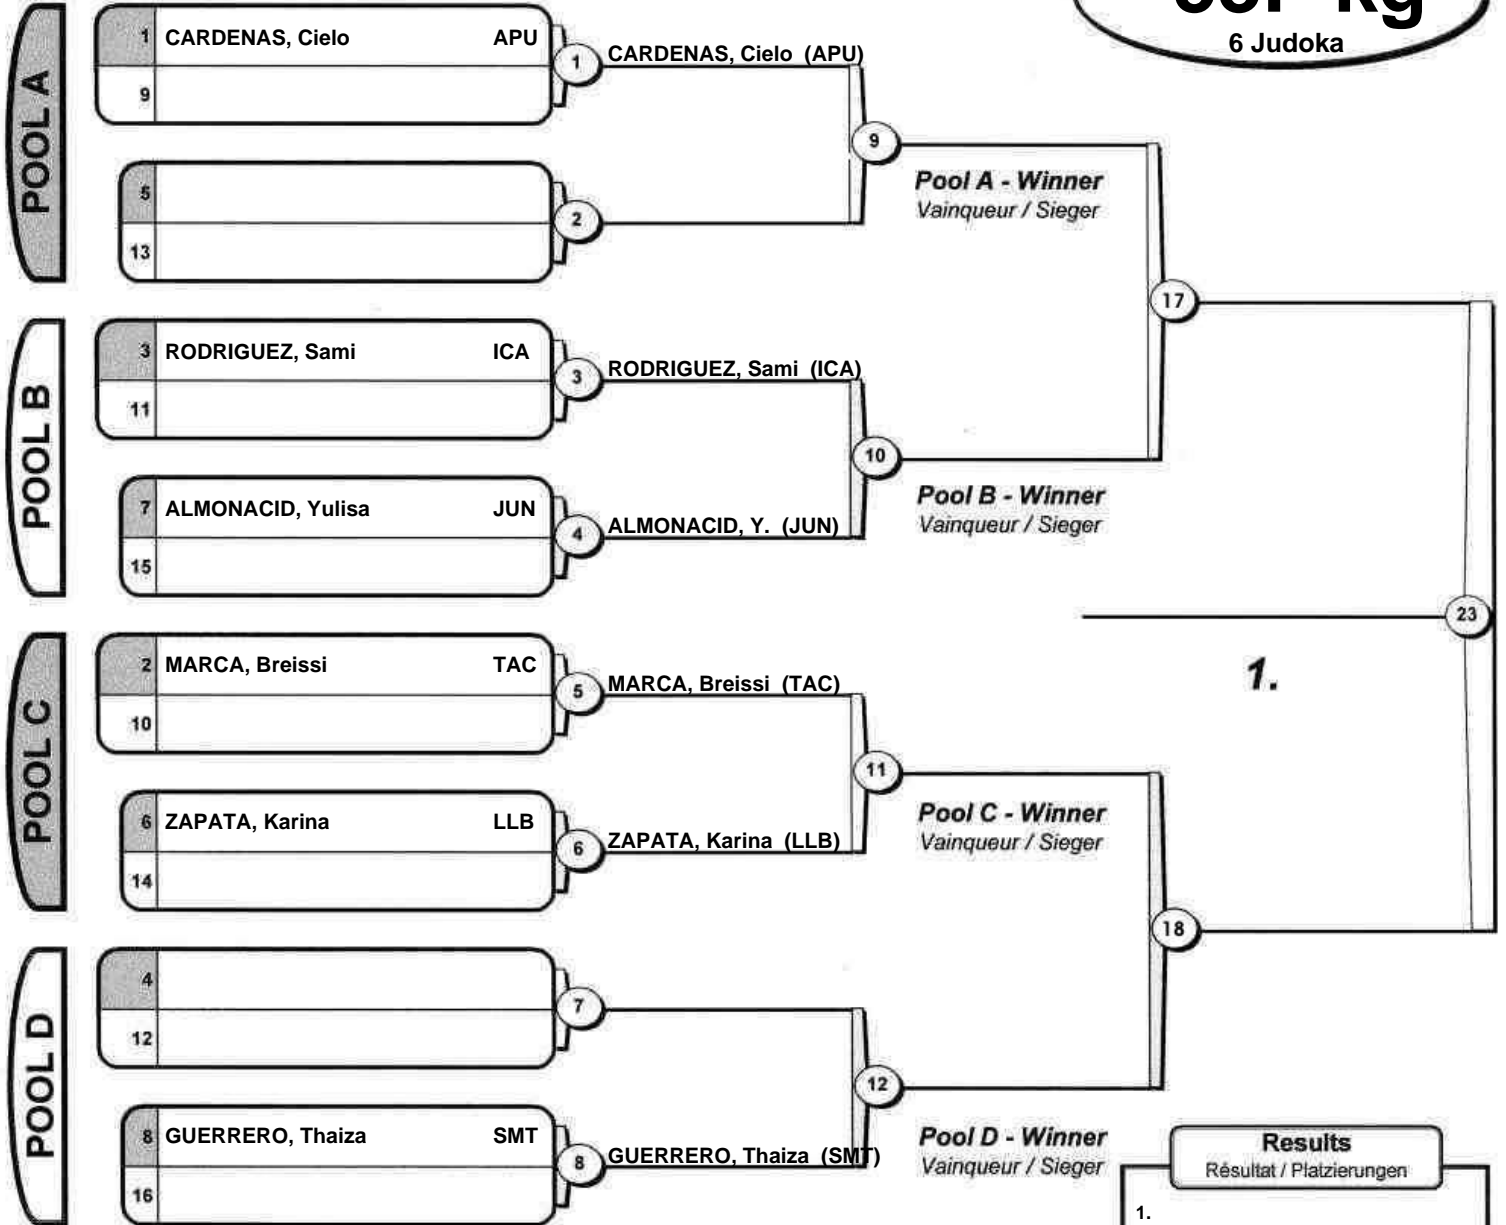 kg
6 Judoka
POOL A
1 CARDENAS, Cielo APU
9
1
CARDENAS, Cielo (APU)
5
13
2
9
Pool A - Winner
Vainqueur / Sieger
17
POOL B
3 RODRIGUEZ, Sami ICA
11
3
RODRIGUEZ, Sami (ICA)
7 ALMONACID, Yulisa JUN
15
4
ALMONACID, Y. (JUN)
10
Pool B - Winner
Vainqueur / Sieger
23
1.
POOL C
2 MARCA, Breissi TAC
10
5
MARCA, Breissi (TAC)
6 ZAPATA, Karina LLB
14
6
ZAPATA, Karina (LLB)
11
Pool C - Winner
Vainqueur / Sieger
18
POOL D
4
12
7
8 GUERRERO, Thaiza SMT
16
8
GUERRERO, Thaiza (SMT)
12
Pool D - Winner
Vainqueur / Sieger
Results
Résultat / Platzierungen
1.